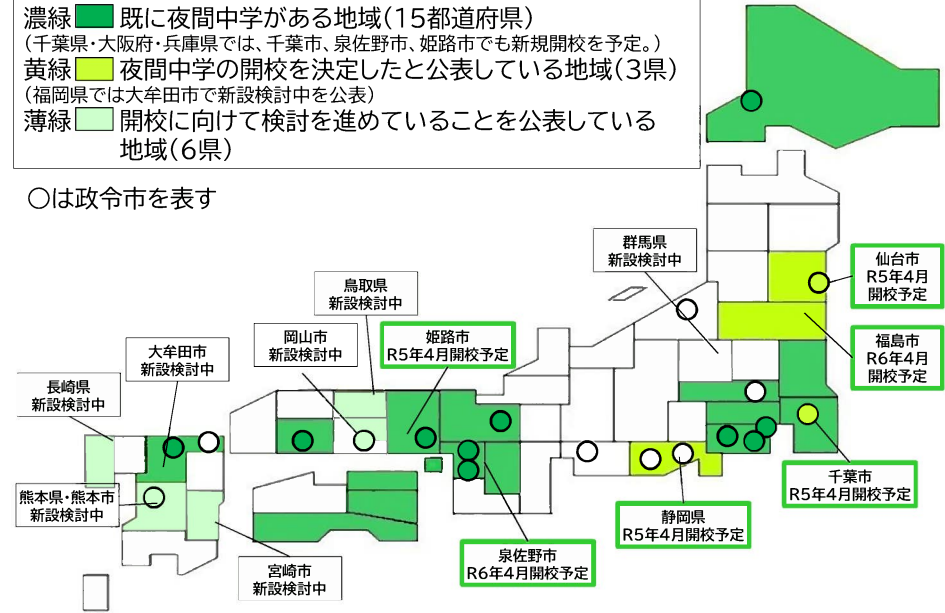 濃緑 既に夜間中学がある地域（１５都道府県）
（千葉県・大阪府・兵庫県では、千葉市、泉佐野市、姫路市でも新規開校を予定。）
黄緑 夜間中学の開校を決定したと公表している地域（３県）
（福岡県では大牟田市で新設検討中を公表）
薄緑 開校に向けて検討を進めていることを公表している
地域（６県）
○は政令市を表す
群馬県
新設検討中
仙台市
R5年4月
開校予定
鳥取県
新設検討中
岡山市
新設検討中
姫路市
R5年4月開校予定
福島市
R6年4月
開校予定
大牟田市
新設検討中
長崎県
新設検討中
千葉市
R5年4月開校予定
熊本県・熊本市
新設検討中
静岡県
R5年4月開校予定
泉佐野市
R6年4月開校予定
宮崎市
新設検討中